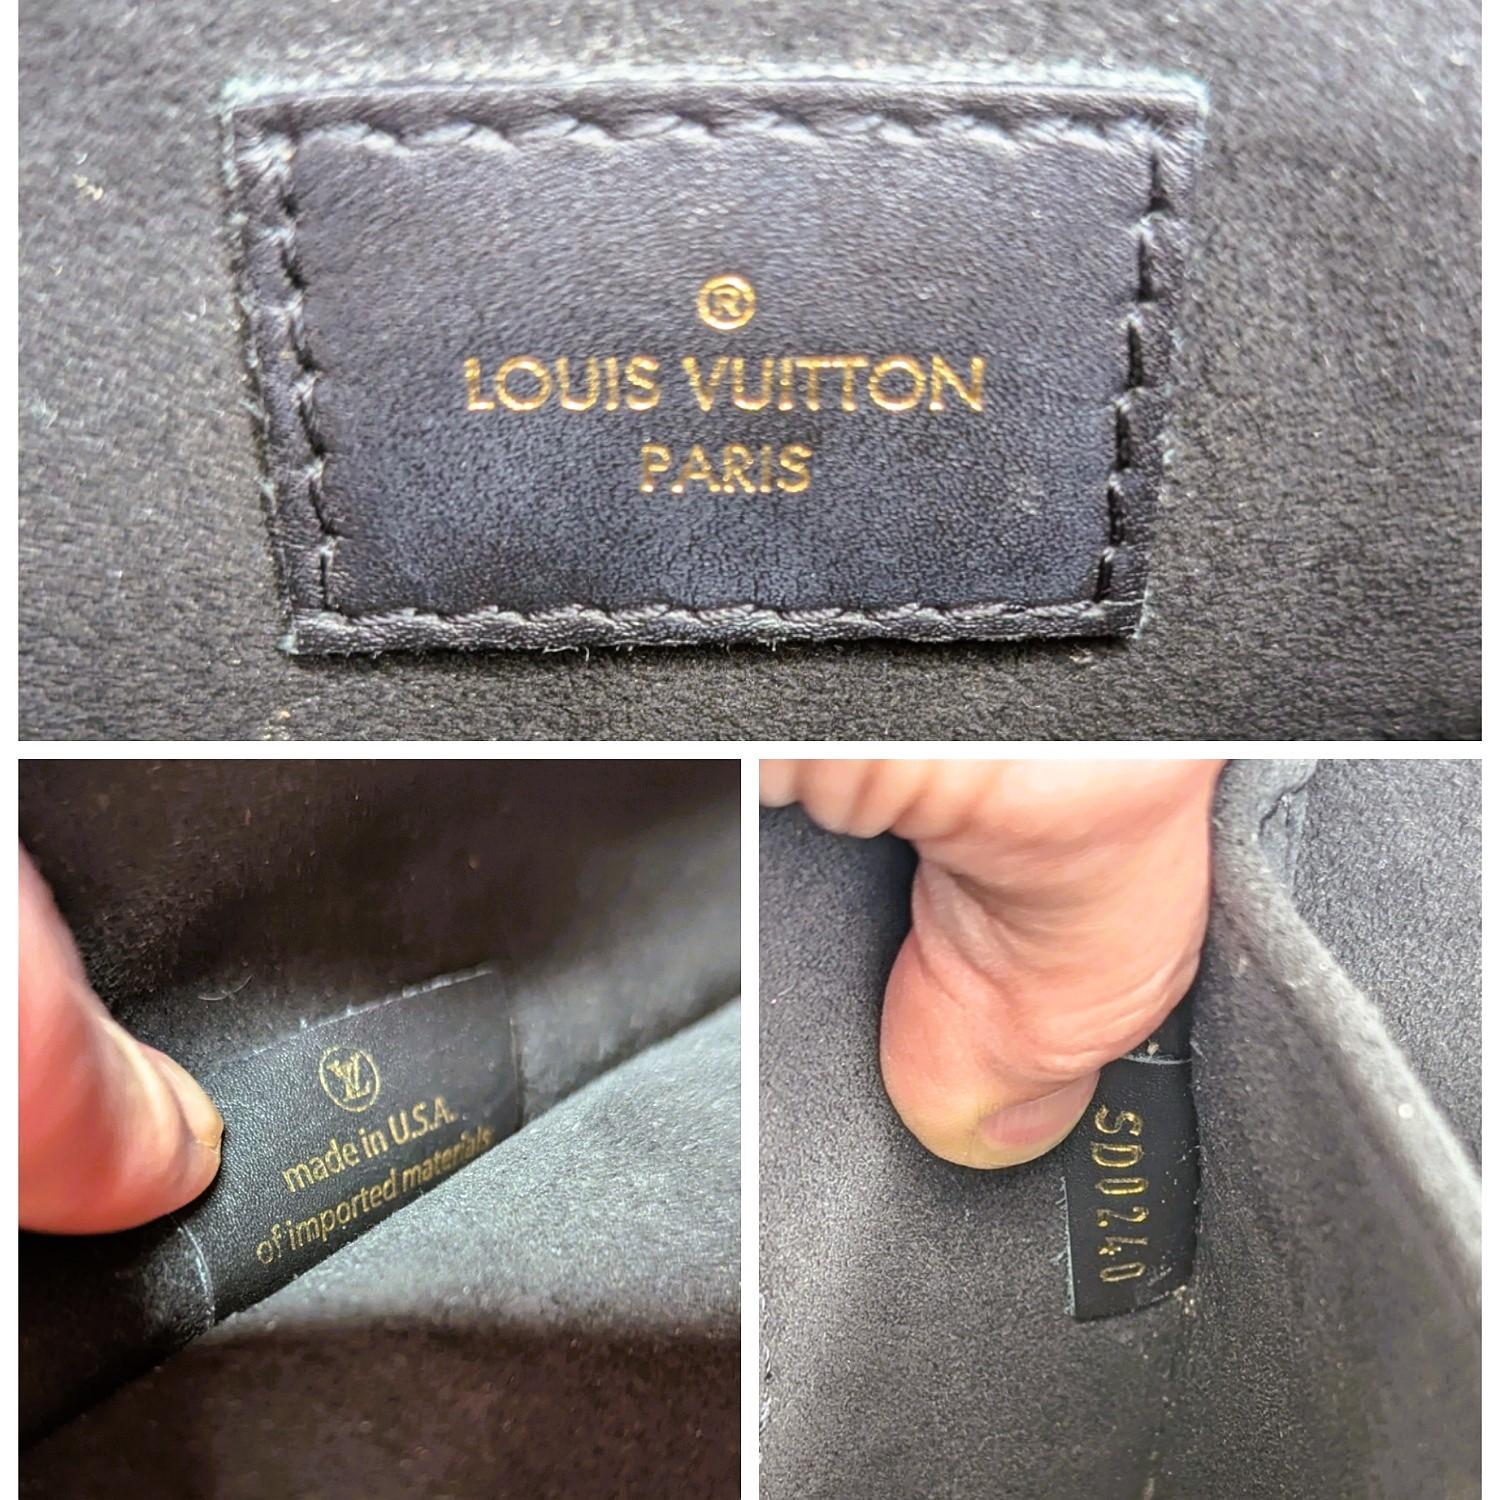 ®
LOUIS VUITTON
PARIS
LV
made in U.S.A.
of imported materials
SD0240